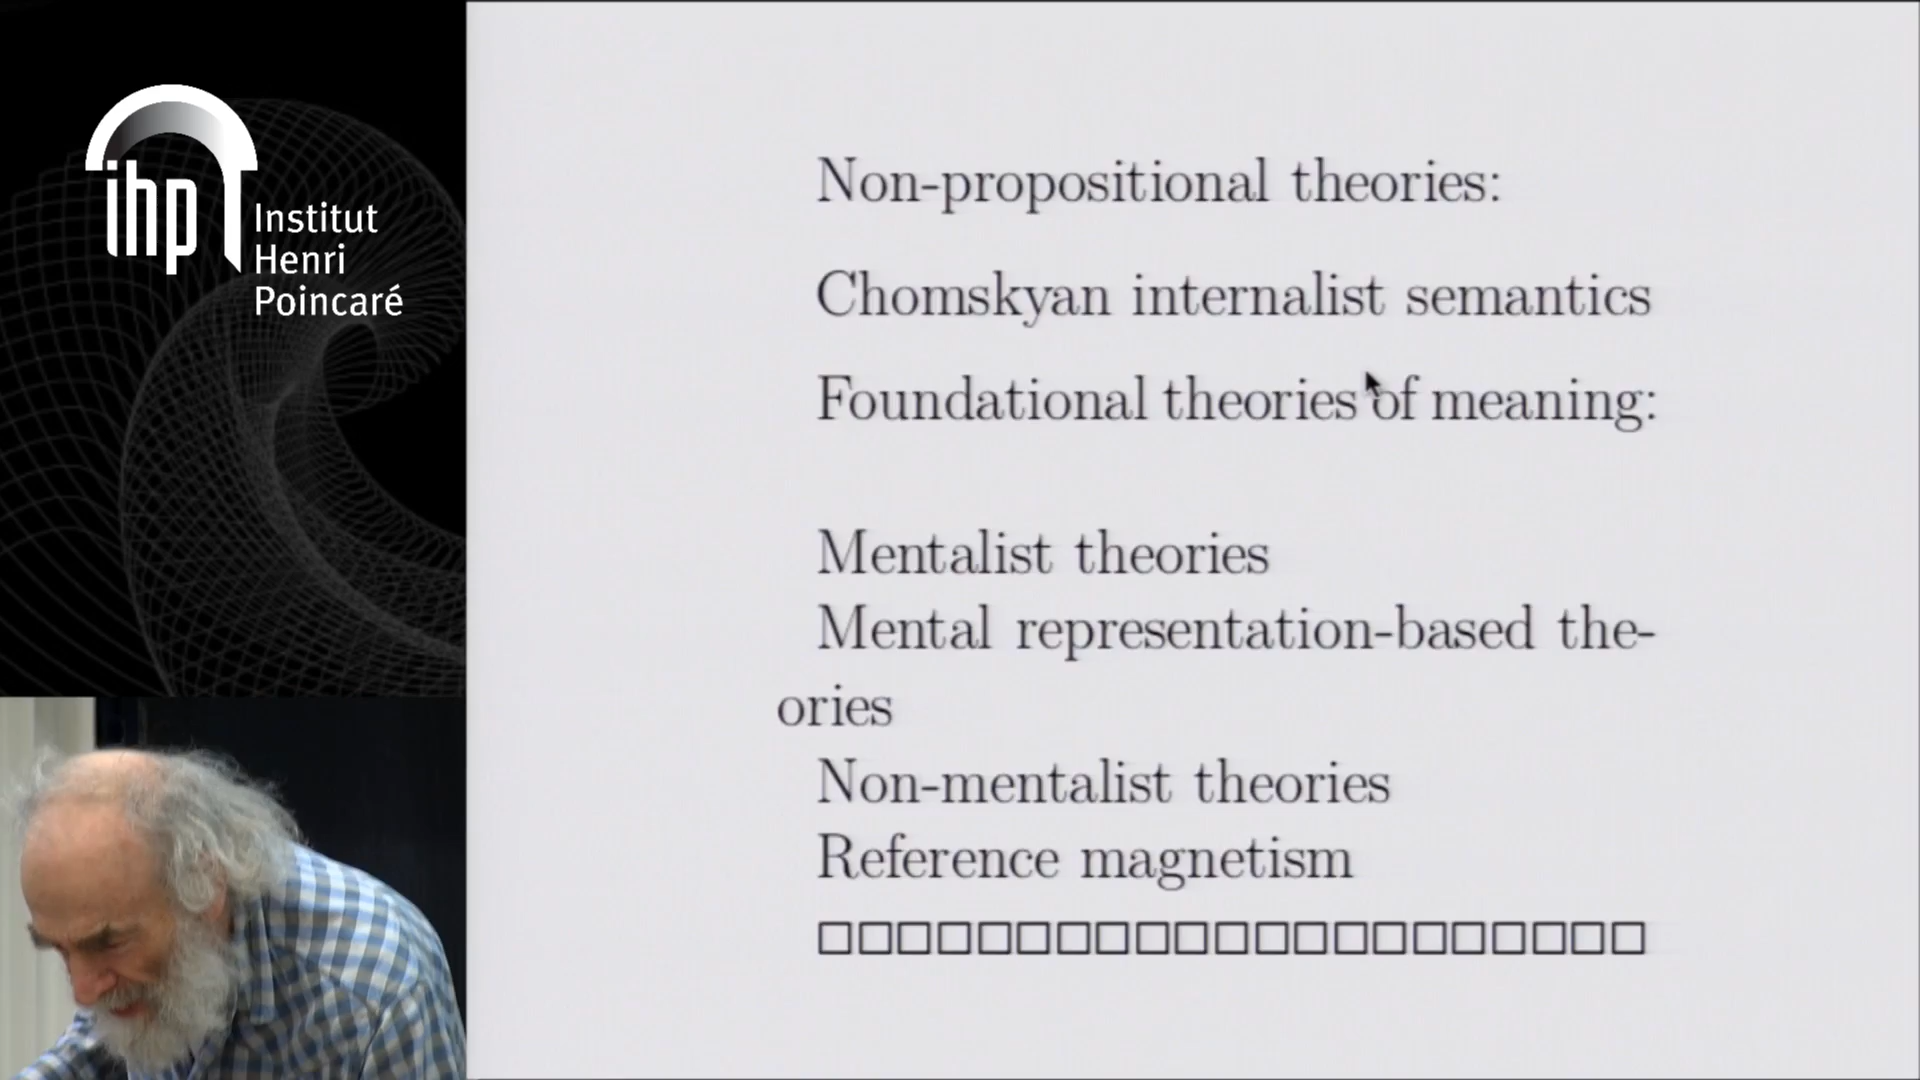 ihp
Institut
Henri
Poincaré
Non-propositional theories:
Chomskyan internalist semantics
Foundational theories of meaning:
Mentalist theories
Mental representation-based the-
ories
Non-mentalist theories
Reference magnetism
□□□□□□□□□□□□□□□□□□□□□